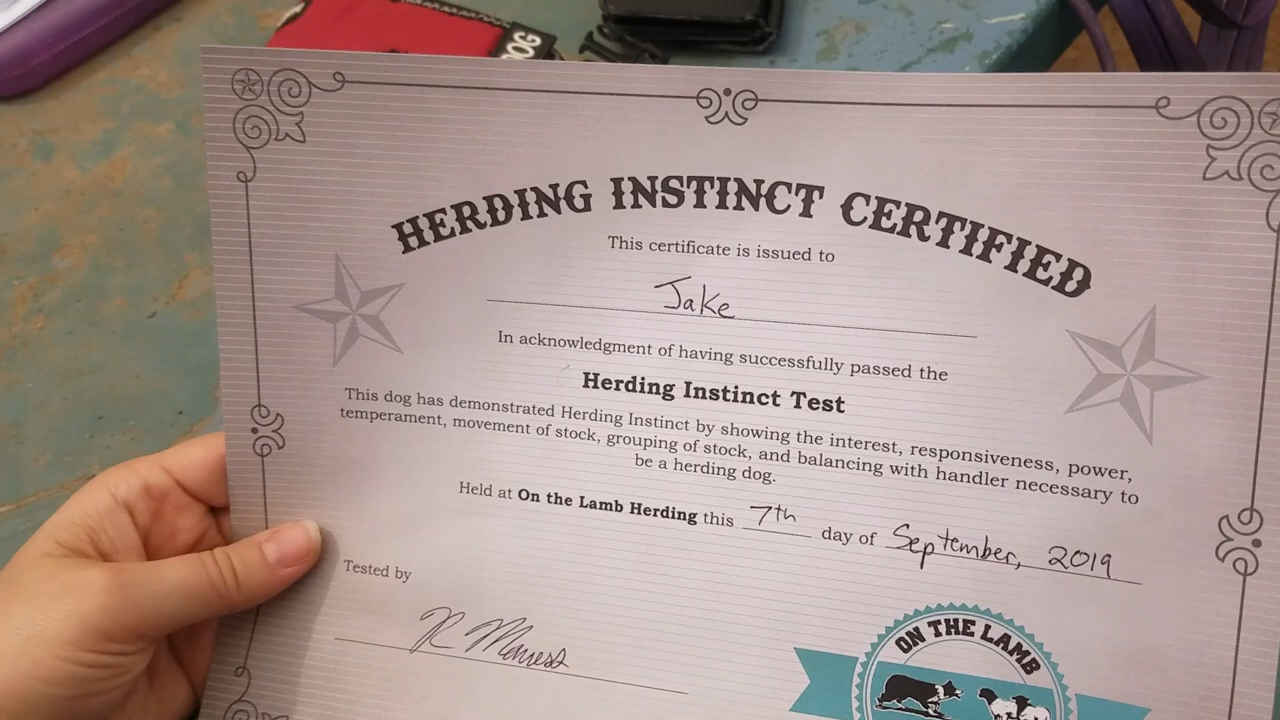 DOG
HERDING INSTINCT CERTIFIED
This certificate is issued to
Jake
In acknowledgment of having successfully passed the
Herding Instinct Test
This dog has demonstrated Herding Instinct by showing the interest, responsiveness, power,
temperament, movement of stock, grouping of stock, and balancing with handler necessary to
be a herding dog.
Held at On the Lamb Herding this 7th day of September, 2019
Tested by
ON THE LAMB